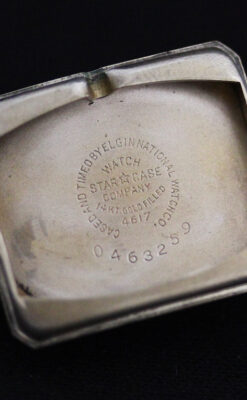 CASED AND TIMED BY ELGIN NATIONAL WATCH CO.
WATCH
STAR☆CASE
COMPANY
14 KT. GOLD FILLED
4617
0463259